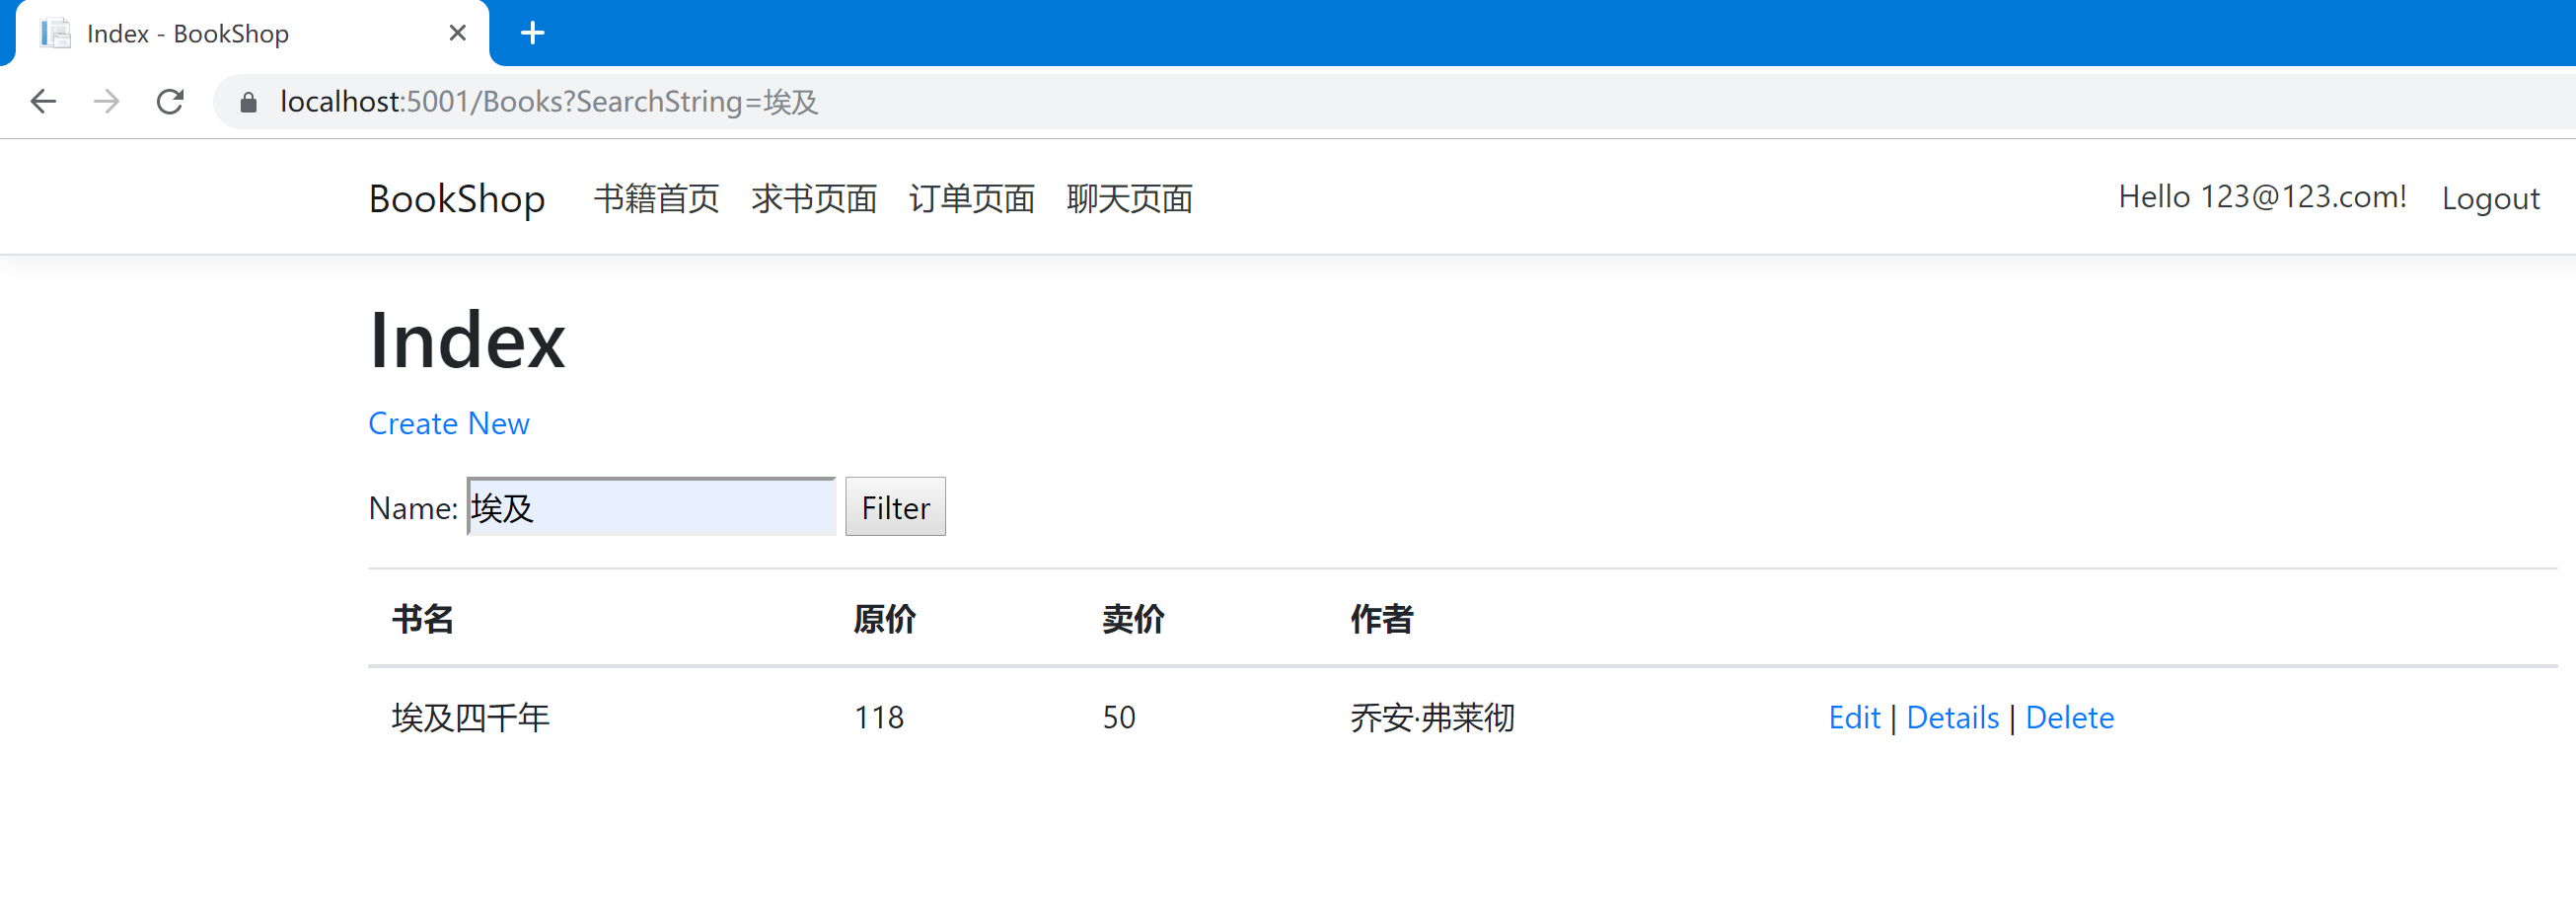 Index - BookShop
localhost:5001/Books?SearchString=埃及
BookShop 书籍首页 求书页面 订单页面 聊天页面 Hello 123@123.com! Logout
Index
Create New
Name: 埃及 Filter
书名 原价 卖价 作者
埃及四千年 118 50 乔安·弗莱彻 Edit | Details | Delete